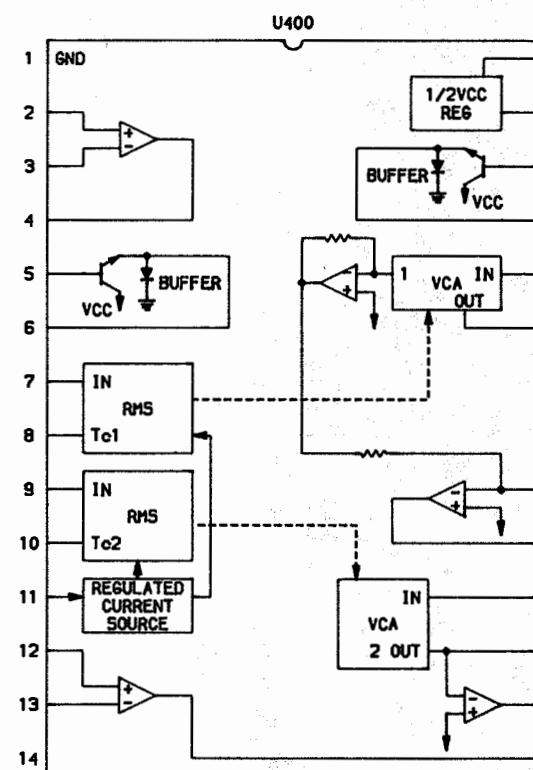 U400
1 GND
1/2VCC
REG
2
+
3
-
BUFFER
VCC
4
5
VCC
BUFFER
-
+
1 IN
VCA
OUT
6
7
IN
RMS
8
Tc1
9
IN
-
+
RMS
10
Tc2
11
REGULATED
CURRENT
SOURCE
IN
VCA
2 OUT
12
+
-
13
-
+
14